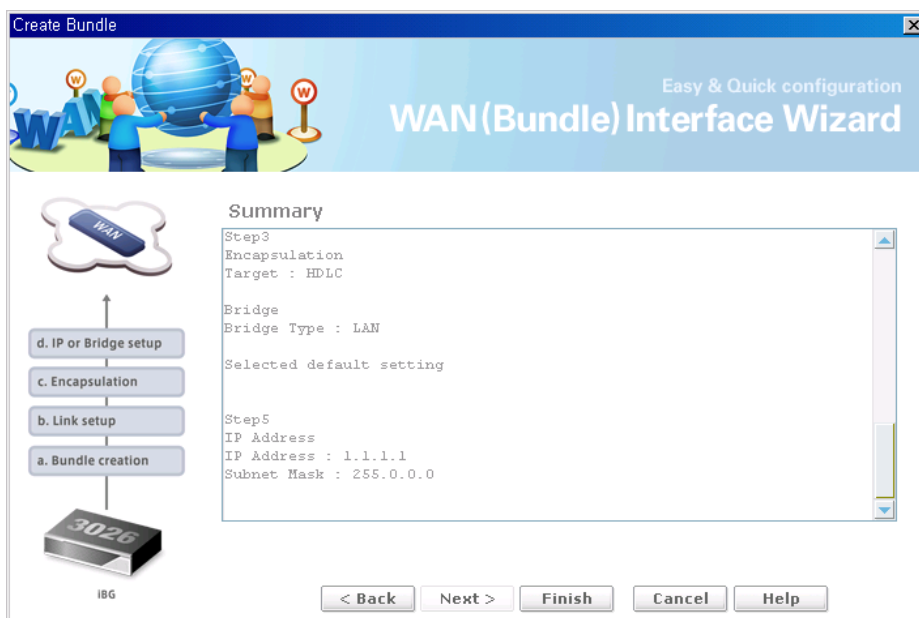 Create Bundle
Easy & Quick configuration
WAN(Bundle) Interface Wizard
WAN
W
W
W
WAN
d. IP or Bridge setup
c. Encapsulation
b. Link setup
a. Bundle creation
3026
iBG
Summary
Step3
Encapsulation
Target : HDLC
Bridge
Bridge Type : LAN
Selected default setting
Step5
IP Address
IP Address : 1.1.1.1
Subnet Mask : 255.0.0.0
< Back
Next >
Finish
Cancel
Help